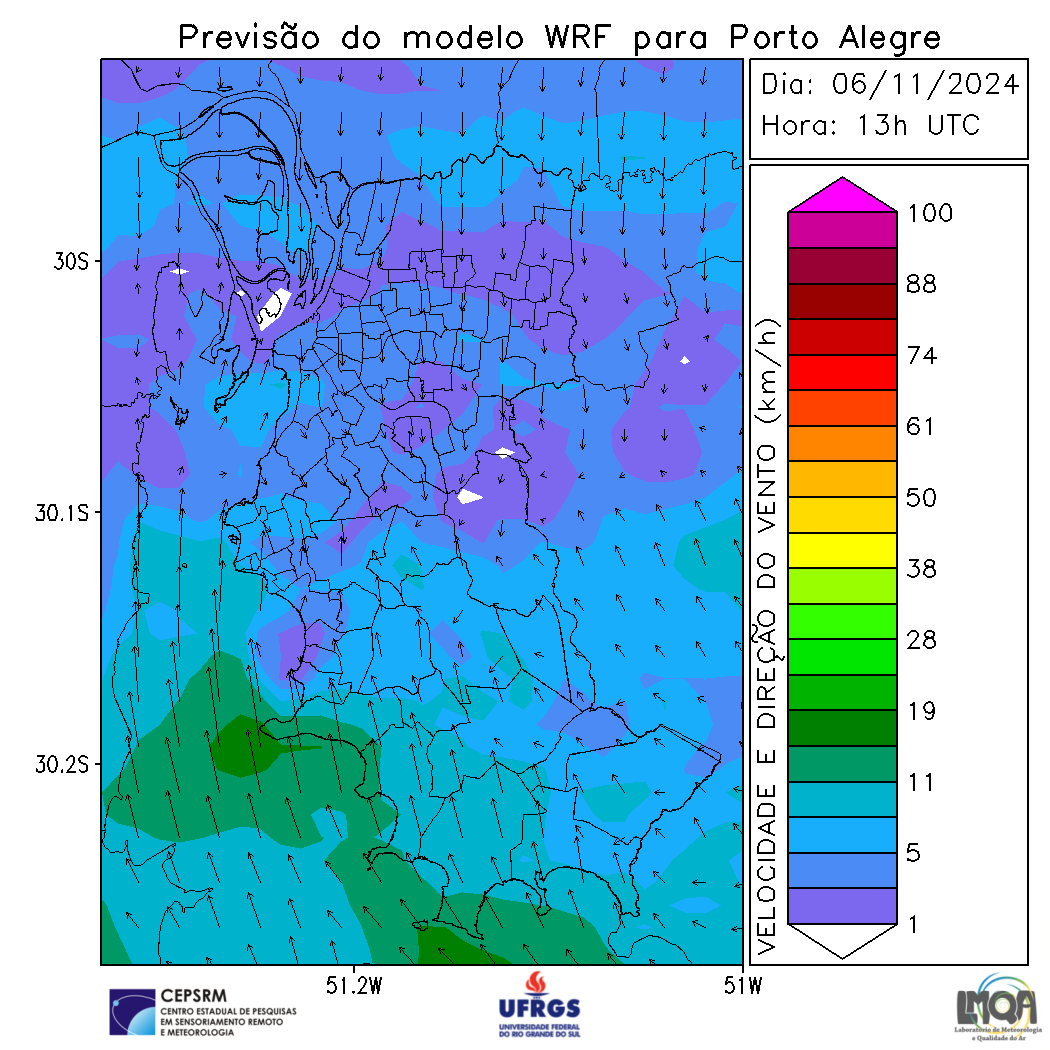 Previsão do modelo WRF para Porto Alegre
Dia: 06/11/2024
Hora: 13h UTC
30S
30.1S
30.2S
51.2W
51W
VELOCIDADE E DIREÇÃO DO VENTO (km/h)
100
88
74
61
50
38
28
19
11
5
1
CEPSRM
CENTRO ESTADUAL DE PESQUISAS
EM SENSORIAMENTO REMOTO
E METEOROLOGIA
UFRGS
UNIVERSIDADE FEDERAL
DO RIO GRANDE DO SUL
LMQA
Laboratório de Meteorologia
e Qualidade do Ar